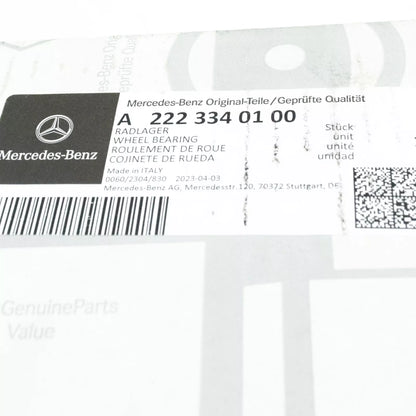 Mercedes-Benz
Mercedes-Benz Original-Teile/Geprüfte Qualität
A 222 334 01 00
RADLAGER
WHEEL BEARING
ROULEMENT DE ROUE
COJINETE DE RUEDA
Stück
unit
unité
unidad
Made in ITALY
0060/2304/830 2023-04-03
Mercedes-Benz AG, Mercedesstr.120, 70372 Stuttgart, DE
Mercedes-Benz
GenuineParts
Value